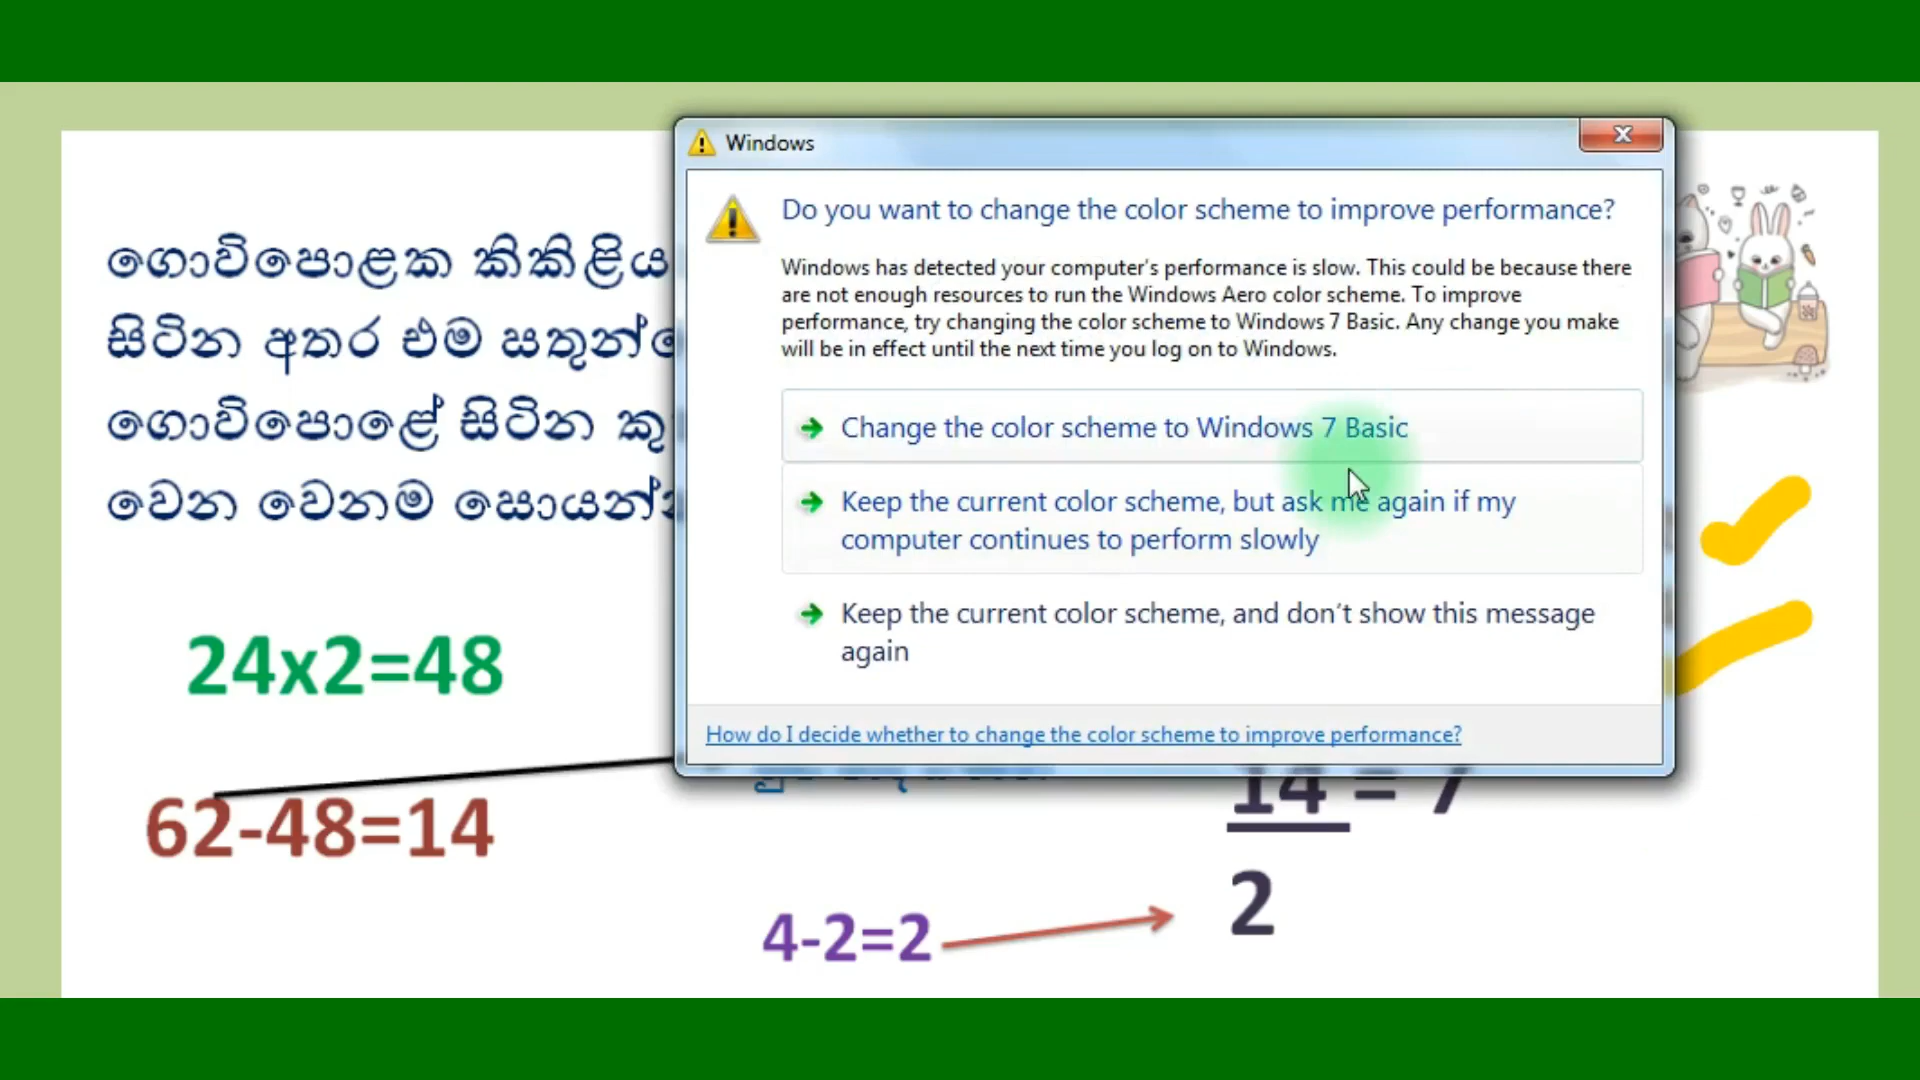 Windows
Do you want to change the color scheme to improve performance?
Windows has detected your computer's performance is slow. This could be because there
are not enough resources to run the Windows Aero color scheme. To improve
performance, try changing the color scheme to Windows 7 Basic. Any change you make
will be in effect until the next time you log on to Windows.
Change the color scheme to Windows 7 Basic
Keep the current color scheme, but ask me again if my
computer continues to perform slowly
Keep the current color scheme, and don't show this message
again
How do I decide whether to change the color scheme to improve performance?
ගොවිපොළක කිකිළිය
සිටින අතර එම
ගොවිපොළේ සිටින
වෙන වෙනම
24x2=48
62-48=14
14 = 7
2
4-2=2